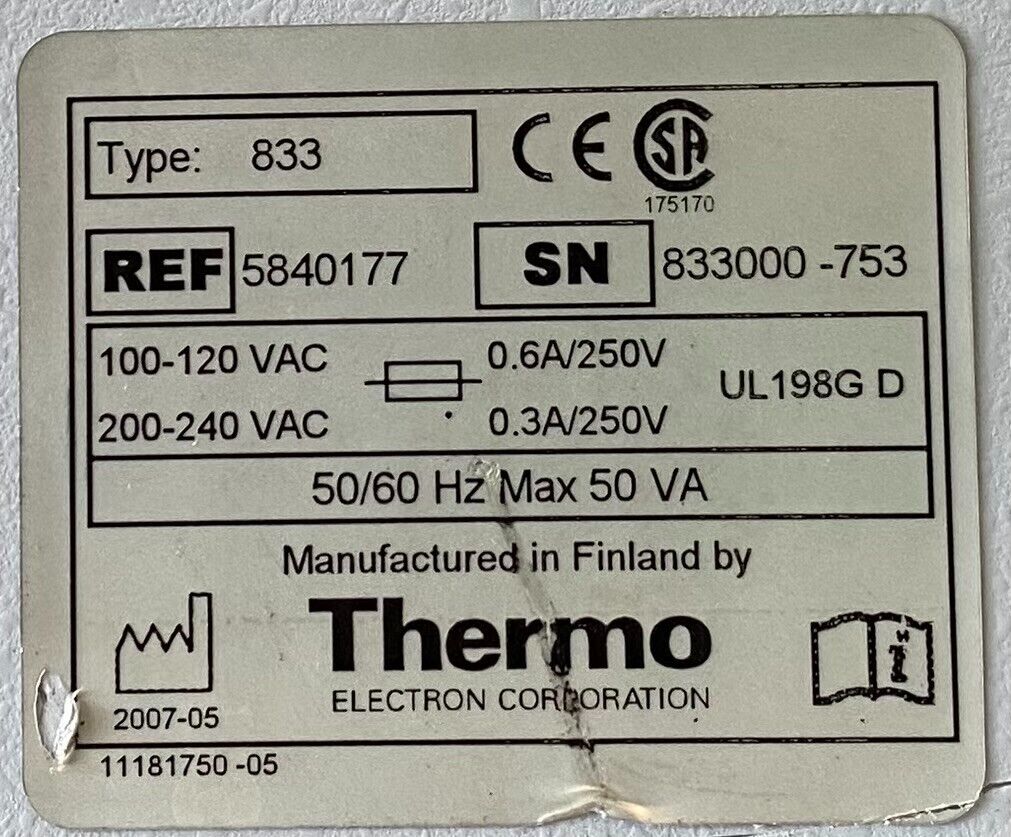 Type: 833
CE
SA
175170
REF 5840177
SN 833000 -753
100-120 VAC 0.6A/250V
UL198G D
200-240 VAC 0.3A/250V
50/60 Hz Max 50 VA
Manufactured in Finland by
Thermo
ELECTRON CORPORATION
2007-05
11181750 -05